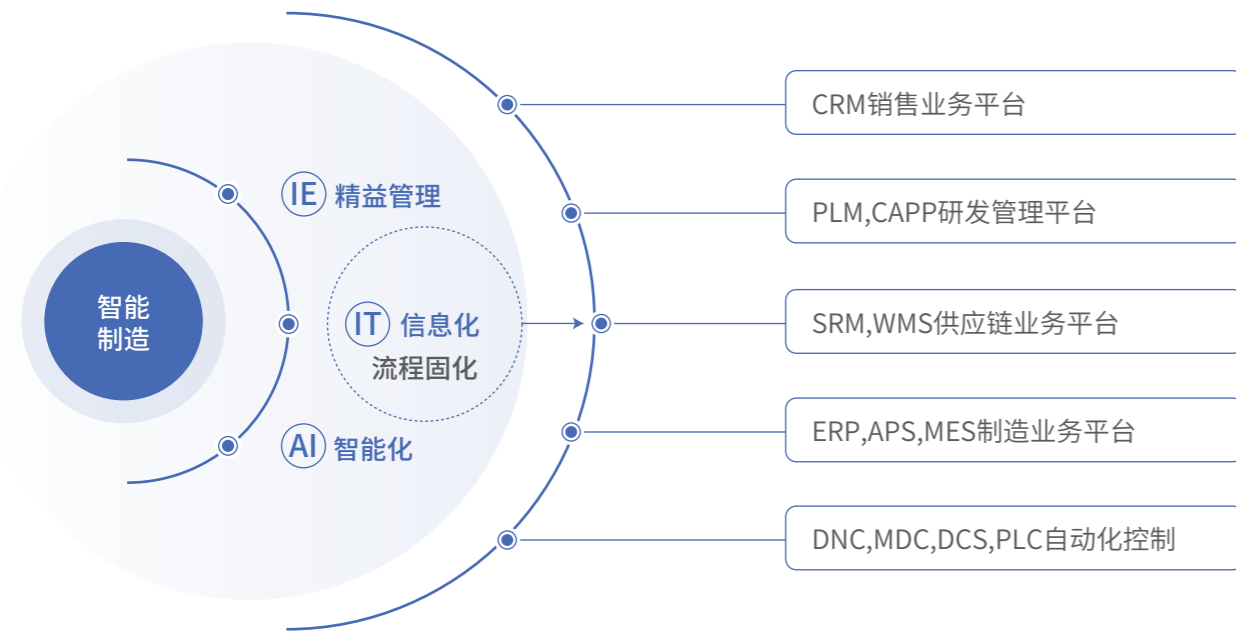 智能
制造
IE 精益管理
IT 信息化
流程固化
AI 智能化
CRM销售业务平台
PLM,CAPP研发管理平台
SRM,WMS供应链业务平台
ERP,APS,MES制造业务平台
DNC,MDC,DCS,PLC自动化控制